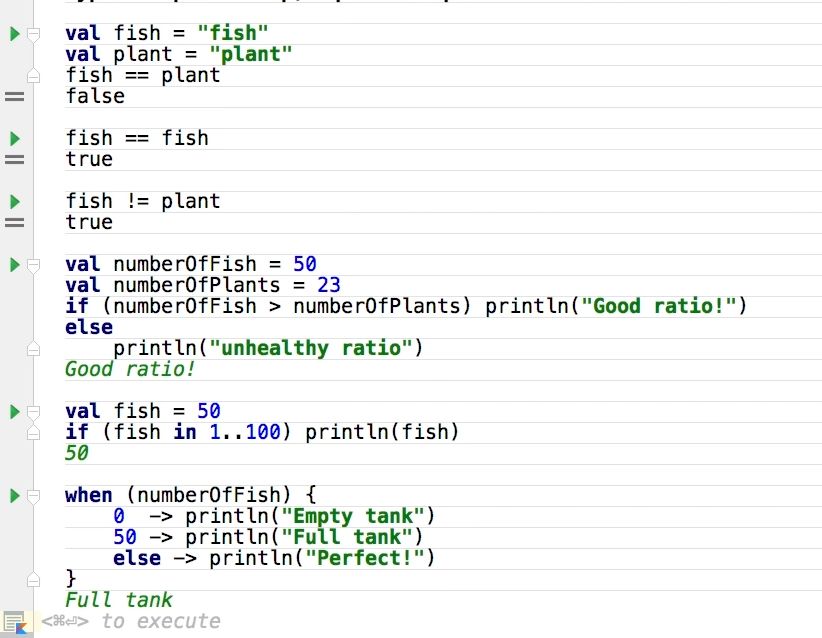 val fish = "fish"
val plant = "plant"
fish == plant
false
fish == fish
true
fish != plant
true
val numberOfFish = 50
val numberOfPlants = 23
if (numberOfFish > numberOfPlants) println("Good ratio!")
else
    println("unhealthy ratio")
Good ratio!
val fish = 50
if (fish in 1..100) println(fish)
50
when (numberOfFish) {
    0  -> println("Empty tank")
    50 -> println("Full tank")
    else -> println("Perfect!")
}
Full tank
<⌘⏎> to execute